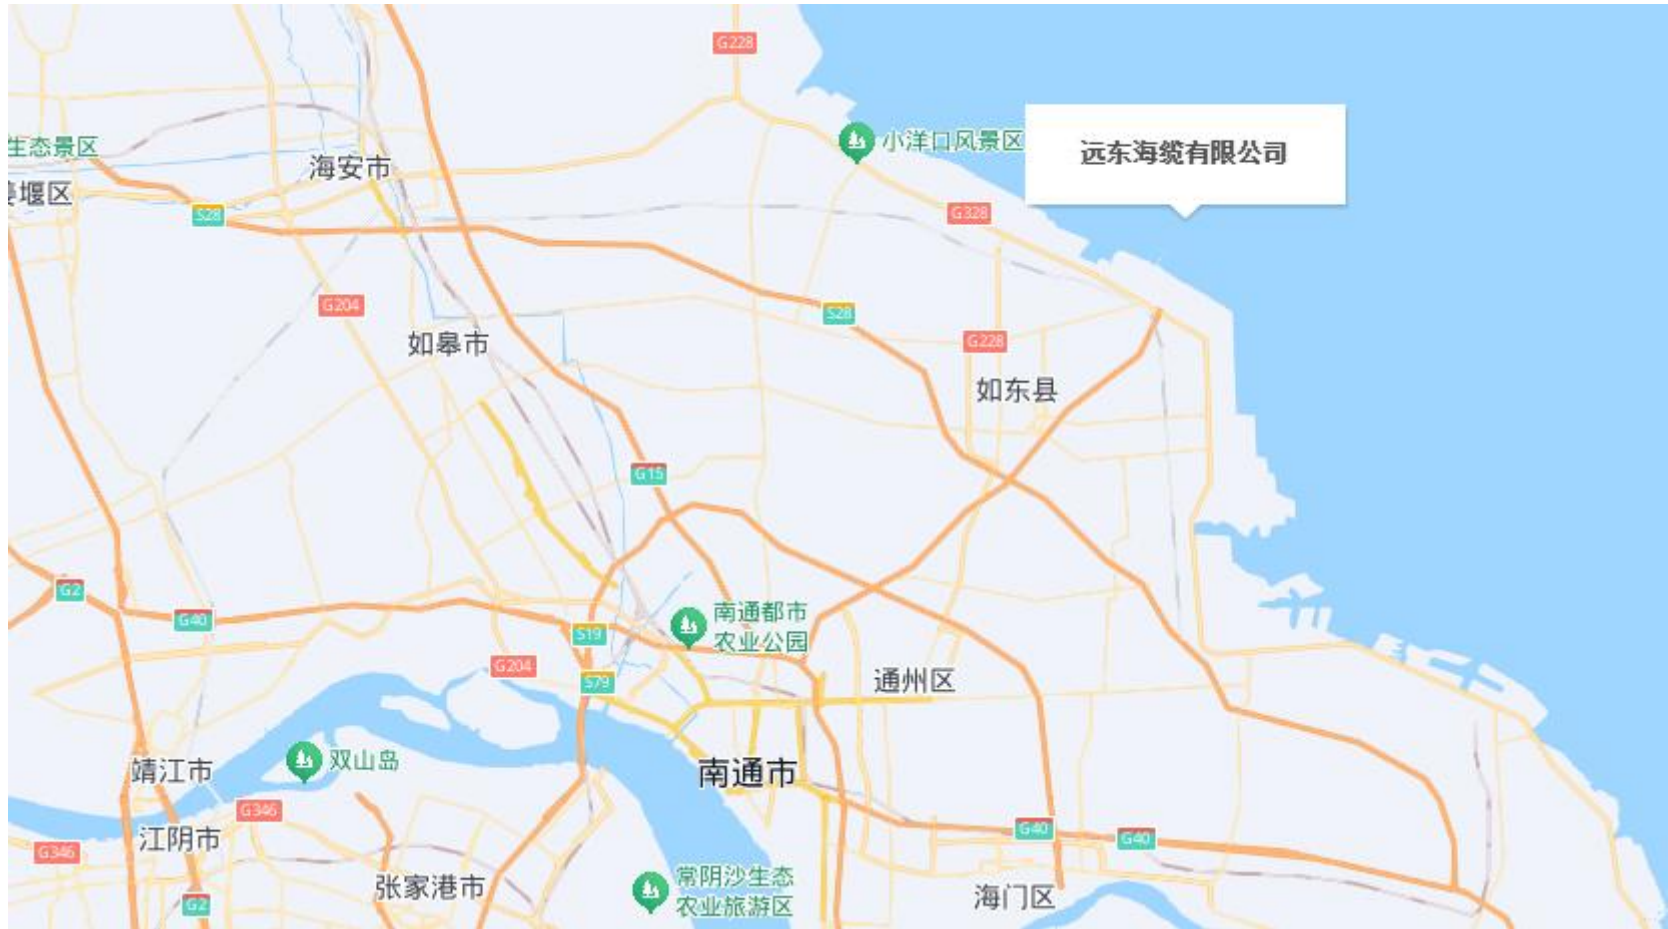 G228
小洋口风景区
远东海缆有限公司
生态景区
海安市
堰区
S28
G328
G204
S28
如皋市
G228
如东县
G15
G2
G40
南通都市
农业公园
S19
G204
S79
通州区
双山岛
靖江市
南通市
G346
江阴市
G40
G40
G346
张家港市
常阴沙生态
农业旅游区
海门区
G2